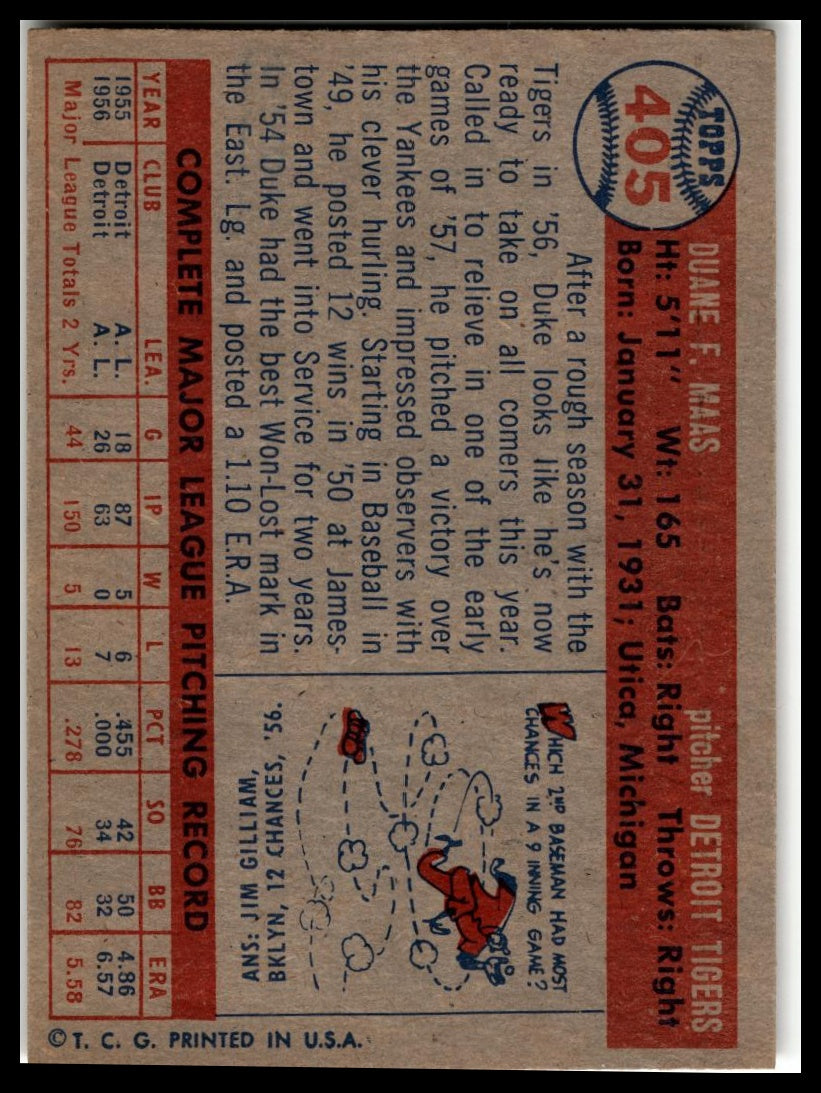 TOPPS
405
DUANE F. MAAS pitcher DETROIT TIGERS
Ht: 5'11" Wt: 165 Bats: Right Throws: Right
Born: January 31, 1931; Utica, Michigan
After a rough season with the
Tigers in '56, Duke looks like he's now
ready to take on all comers this year.
Called in to relieve in one of the early
games of '57, he pitched a victory over
the Yankees and impressed observers with
his clever hurling. Starting in Baseball in
'49, he posted 12 wins in '50 at James-
town and went into Service for two years.
In '54 Duke had the best Won-Lost mark in
the East. Lg. and posted a 1.10 E.R.A.
WHICH 2ND BASEMAN HAD MOST
CHANCES IN A 9 INNING GAME?
ANS: JIM GILLIAM,
BKLYN, 12 CHANCES, '56.
COMPLETE MAJOR LEAGUE PITCHING RECORD
YEAR CLUB LEA. G IP W L PCT SO BB ERA
1955 Detroit A. L. 18 87 5 6 .455 42 50 4.86
1956 Detroit A. L. 26 63 0 7 .000 34 32 6.57
Major League Totals 2 Yrs. 44 150 5 13 .278 76 82 5.58
© T. C. G. PRINTED IN U.S.A.